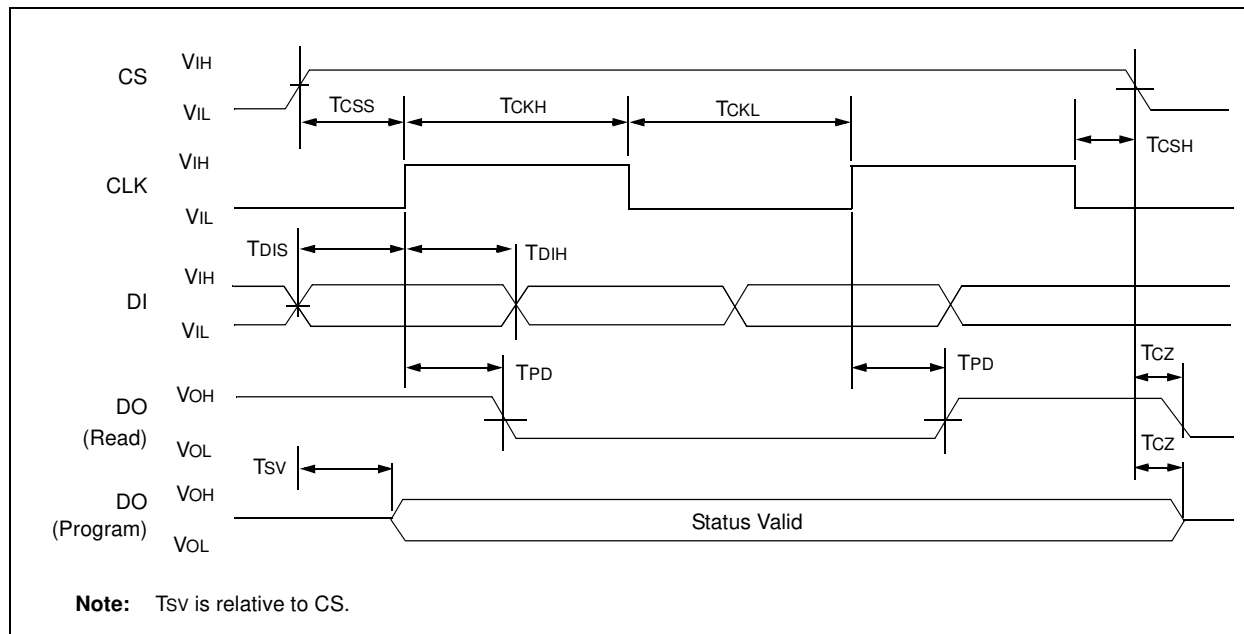 CS
VIH
VIL
TCSS
TCKH
TCKL
TCSH
CLK
VIH
VIL
TDIS
TDIH
DI
VIH
VIL
TPD
TPD
TCZ
DO
(Read)
VOH
VOL
TCZ
TSV
DO
(Program)
VOH
VOL
Status Valid
Note: TSV is relative to CS.